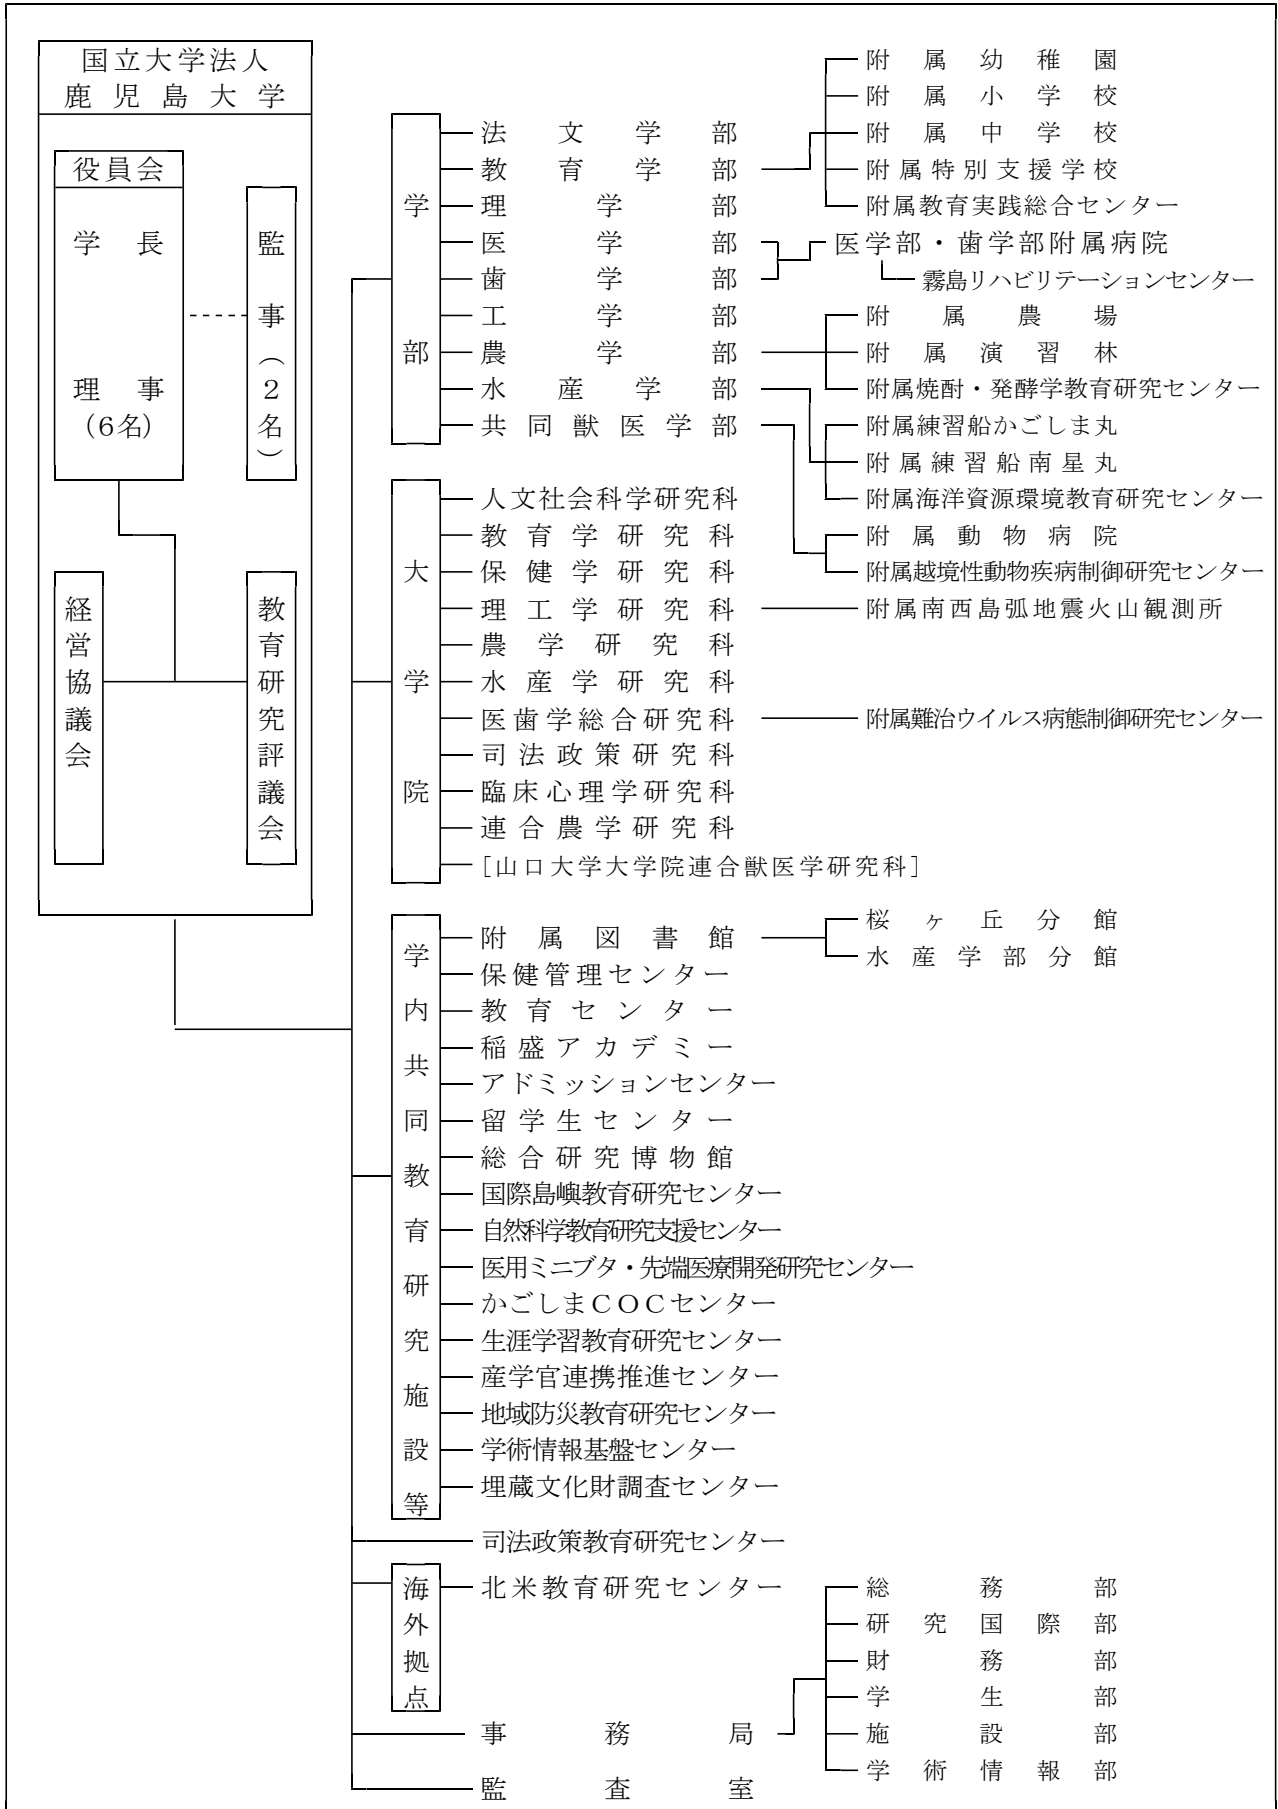 国立大学法人
鹿児島大学
役員会
学長
理事
(6名)
監事(2名)
経営協議会
教育研究評議会
学部
法文学部
教育学部
附属幼稚園
附属小学校
附属中学校
附属特別支援学校
附属教育実践総合センター
理学部
医学部
歯学部
医学部・歯学部附属病院
霧島リハビリテーションセンター
工学部
農学部
附属農場
附属演習林
附属焼酎・発酵学教育研究センター
水産学部
附属練習船かごしま丸
附属練習船南星丸
附属海洋資源環境教育研究センター
共同獣医学部
附属動物病院
附属越境性動物疾病制御研究センター
大学院
人文社会科学研究科
教育学研究科
保健学研究科
理工学研究科
附属南西島弧地震火山観測所
農学研究科
水産学研究科
医歯学総合研究科
附属難治ウイルス病態制御研究センター
司法政策研究科
臨床心理学研究科
連合農学研究科
[山口大学大学院連合獣医学研究科]
学内共同教育研究施設等
附属図書館
桜ヶ丘分館
水産学部分館
保健管理センター
教育センター
稲盛アカデミー
アドミッションセンター
留学生センター
総合研究博物館
国際島嶼教育研究センター
自然科学教育研究支援センター
医用ミニブタ・先端医療開発研究センター
かごしまCOCセンター
生涯学習教育研究センター
産学官連携推進センター
地域防災教育研究センター
学術情報基盤センター
埋蔵文化財調査センター
司法政策教育研究センター
海外拠点
北米教育研究センター
事務局
総務部
研究国際部
財務部
学生部
施設部
学術情報部
監査室